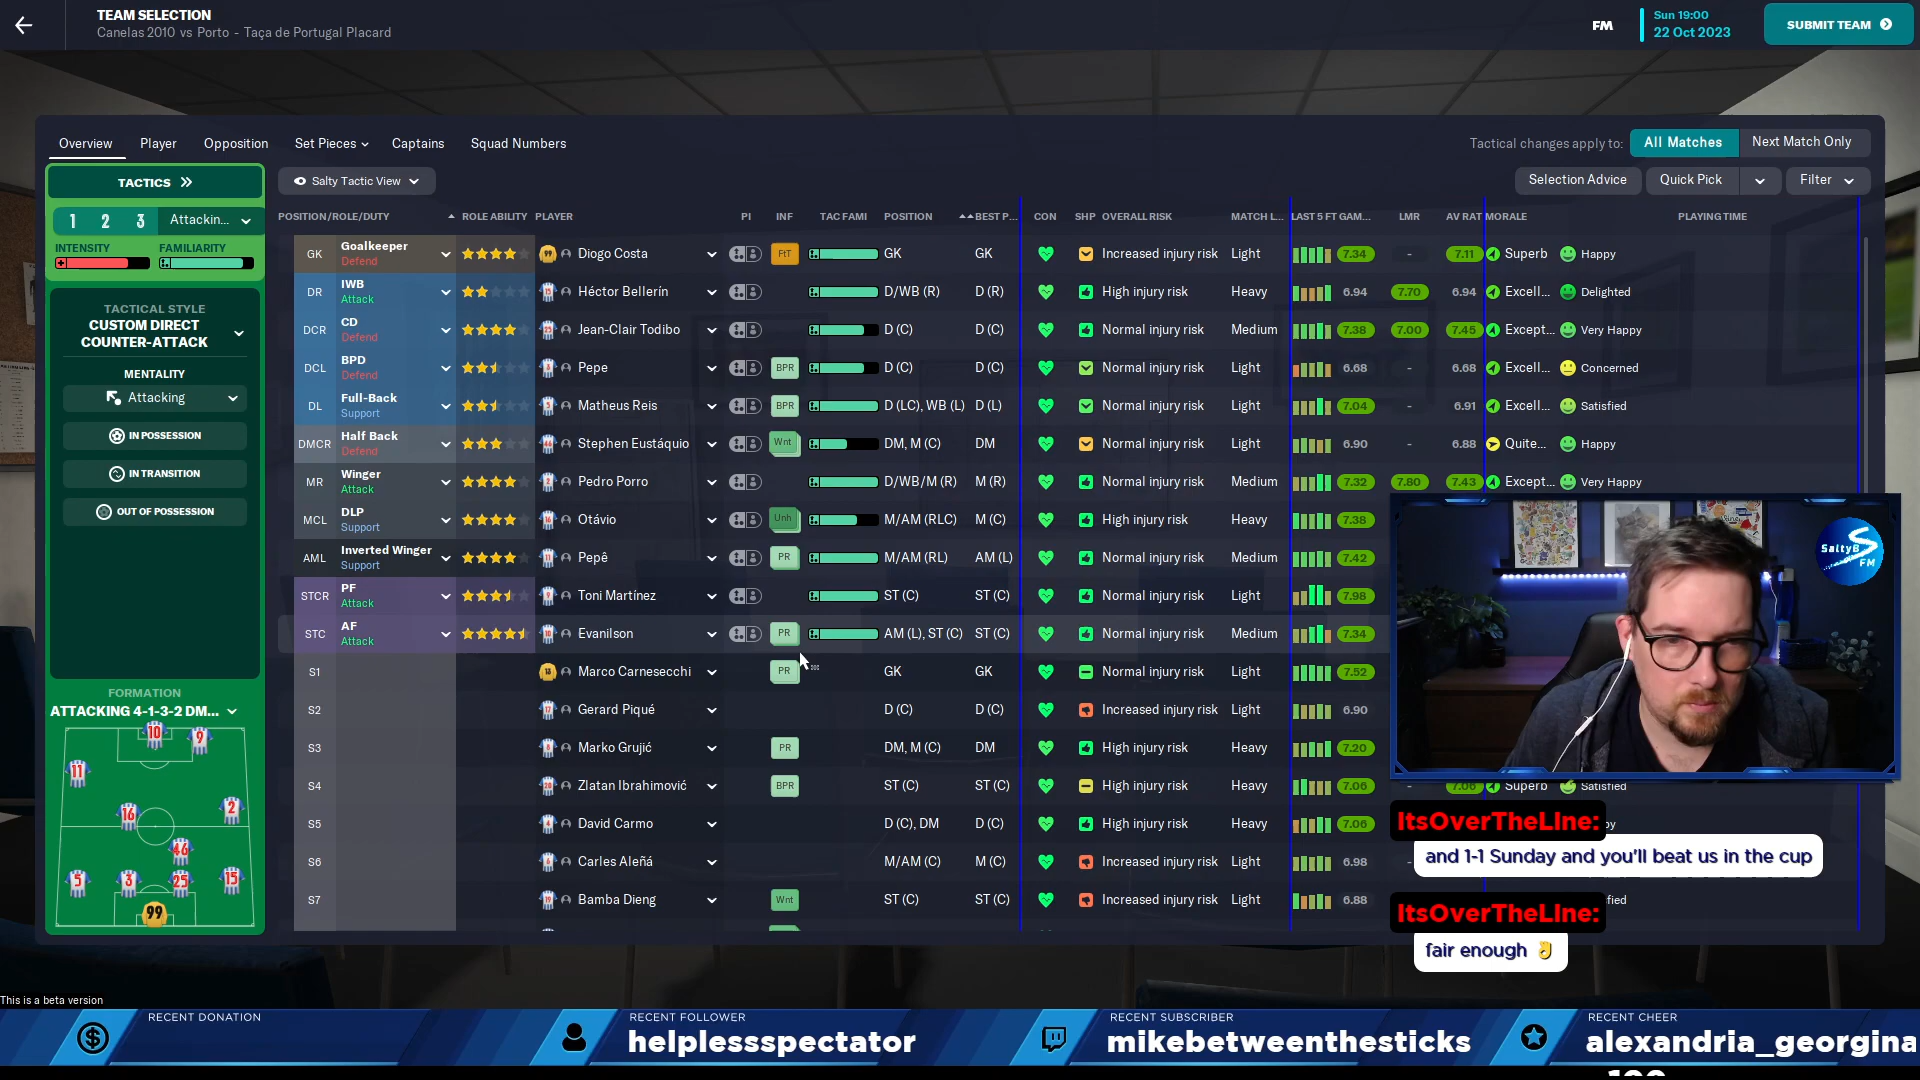 TEAM SELECTION
Canelas 2010 vs Porto - Taça de Portugal Placard
FM
Sun 19:00
22 Oct 2023
SUBMIT TEAM
Overview Player Opposition Set Pieces Captains Squad Numbers
Tactical changes apply to: All Matches Next Match Only
TACTICS
Salty Tactic View
Selection Advice Quick Pick Filter
1 2 3 Attackin...
INTENSITY FAMILIARITY
TACTICAL STYLE
CUSTOM DIRECT
COUNTER-ATTACK
MENTALITY
Attacking
IN POSSESSION
IN TRANSITION
OUT OF POSSESSION
FORMATION
ATTACKING 4-1-3-2 DM...
10
9
11
16
2
46
5 3 25 15
99
POSITION/ROLE/DUTY ROLE ABILITY PLAYER PI INF TAC FAMI POSITION BEST P... CON SHP OVERALL RISK MATCH L... LAST 5 FT GAM... LMR AV RAT MORALE PLAYING TIME
GK Goalkeeper Defend Diogo Costa FtT GK GK Increased injury risk Light 7.34 - 7.11 Superb Happy
DR IWB Attack Héctor Bellerín D/WB (R) D (R) High injury risk Heavy 6.94 7.70 6.94 Excell... Delighted
DCR CD Defend Jean-Clair Todibo D (C) D (C) Normal injury risk Medium 7.38 7.00 7.45 Except... Very Happy
DCL BPD Defend Pepe BPR D (C) D (C) Normal injury risk Light 6.68 - 6.68 Excell... Concerned
DL Full-Back Support Matheus Reis BPR D (LC), WB (L) D (L) Normal injury risk Light 7.04 - 6.91 Excell... Satisfied
DMCR Half Back Defend Stephen Eustáquio Wnt DM, M (C) DM Normal injury risk Light 6.90 - 6.88 Quite... Happy
MR Winger Attack Pedro Porro D/WB/M (R) M (R) Normal injury risk Medium 7.32 7.80 7.43 Except... Very Happy
MCL DLP Support Otávio Unh M/AM (RLC) M (C) High injury risk Heavy 7.38
AML Inverted Winger Support Pepê PR M/AM (RL) AM (L) Normal injury risk Medium 7.42
STCR PF Attack Toni Martínez ST (C) ST (C) Normal injury risk Light 7.98
STC AF Attack Evanilson PR AM (L), ST (C) ST (C) Normal injury risk Medium 7.34
S1 Marco Carnesecchi PR GK GK Normal injury risk Light 7.52
S2 Gerard Piqué D (C) D (C) Increased injury risk Light 6.90
S3 Marko Grujić PR DM, M (C) DM High injury risk Heavy 7.20
S4 Zlatan Ibrahimović BPR ST (C) ST (C) High injury risk Light 7.06 - 7.06 Superb Satisfied
S5 David Carmo D (C), DM D (C) High injury risk Heavy 7.06
S6 Carles Aleñá M/AM (C) M (C) Increased injury risk Light 6.98 -
S7 Bamba Dieng Wnt ST (C) ST (C) Increased injury risk Light 6.88
SaltyB
FM
ItsOverTheLIne:
and 1-1 Sunday and you'll beat us in the cup
ItsOverTheLIne:
fair enough 👌
This is a beta version
RECENT DONATION
RECENT FOLLOWER
helplessspectator
RECENT SUBSCRIBER
mikebetweenthesticks
RECENT CHEER
alexandria_georgina